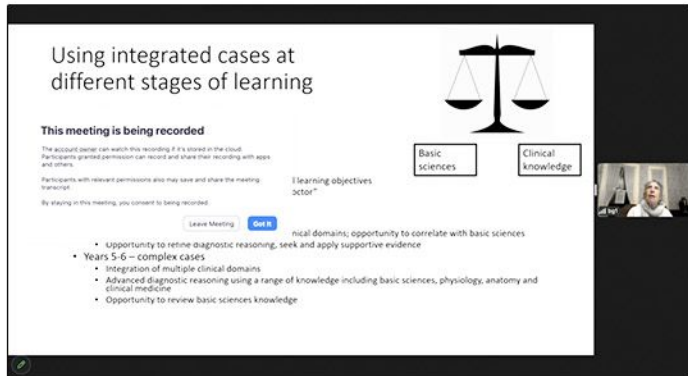 Using integrated cases at
different stages of learning
This meeting is being recorded
The account owner can watch this recording if it's stored in the cloud.
Participants granted permission can record and share their recording with apps
and others.
Participants with relevant permissions also may save and share the meeting
transcript.
By staying in this meeting, you consent to being recorded.
Leave Meeting
Got It
Basic
sciences
Clinical
knowledge
learning objectives
octor"
nical domains; opportunity to correlate with basic sciences
• Opportunity to refine diagnostic reasoning, seek and apply supportive evidence
• Years 5-6 – complex cases
• Integration of multiple clinical domains
• Advanced diagnostic reasoning using a range of knowledge including basic sciences, physiology, anatomy and
clinical medicine
• Opportunity to review basic sciences knowledge